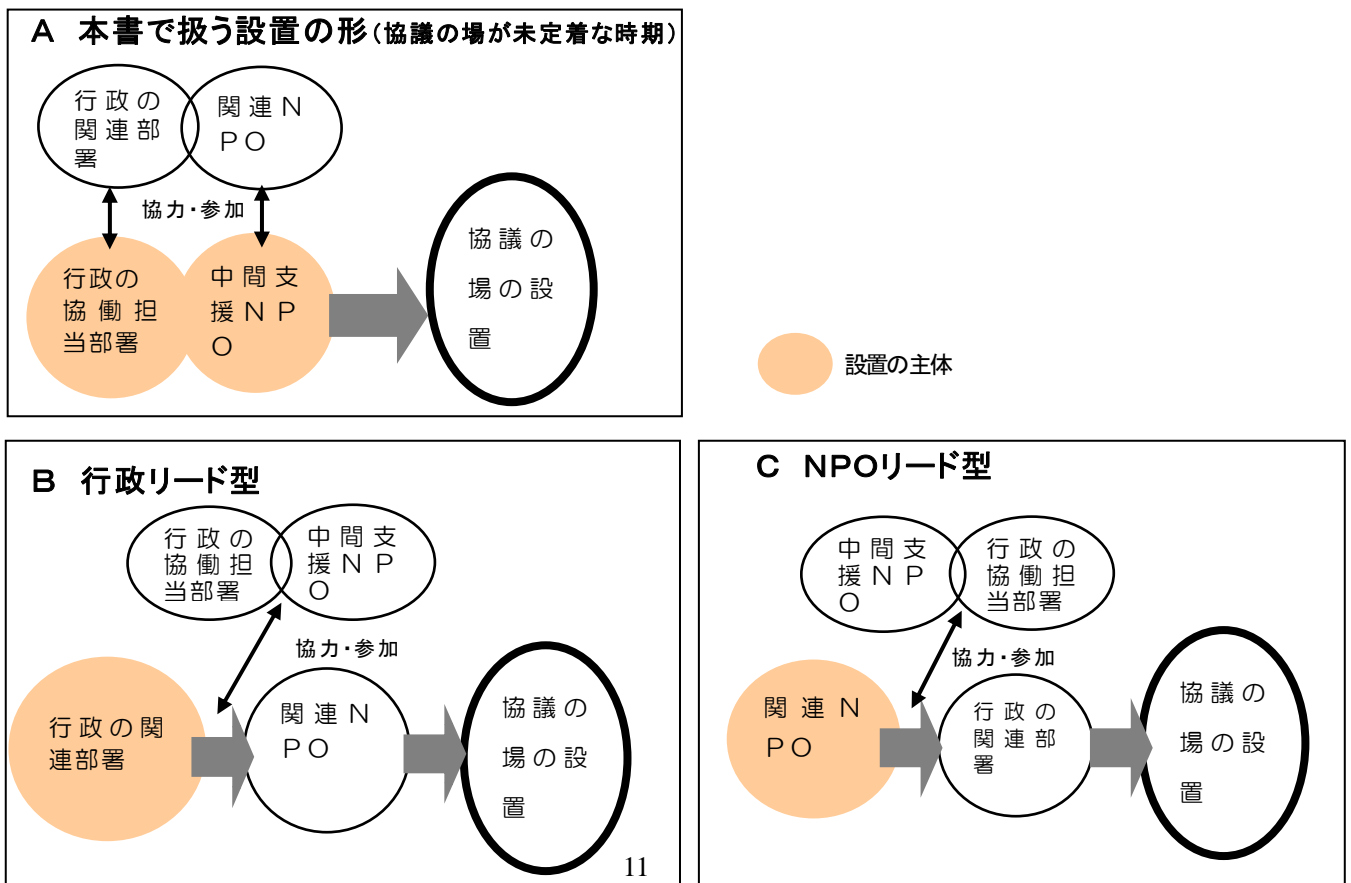 A 本書で扱う設置の形(協議の場が未定着な時期)
行政の
関連部
署
関連N
PO
協力・参加
行政の
協働担
当部署
中間支
援NP
O
協議の
場の設
置
設置の主体
B 行政リード型
行政の
協働担
当部署
中間支
援NP
O
協力・参加
行政の関
連部署
関連N
PO
協議の
場の設
置
11
C NPOリード型
中間支
援NP
O
行政の
協働担
当部署
協力・参加
関連N
PO
行政の
関連部
署
協議の
場の設
置